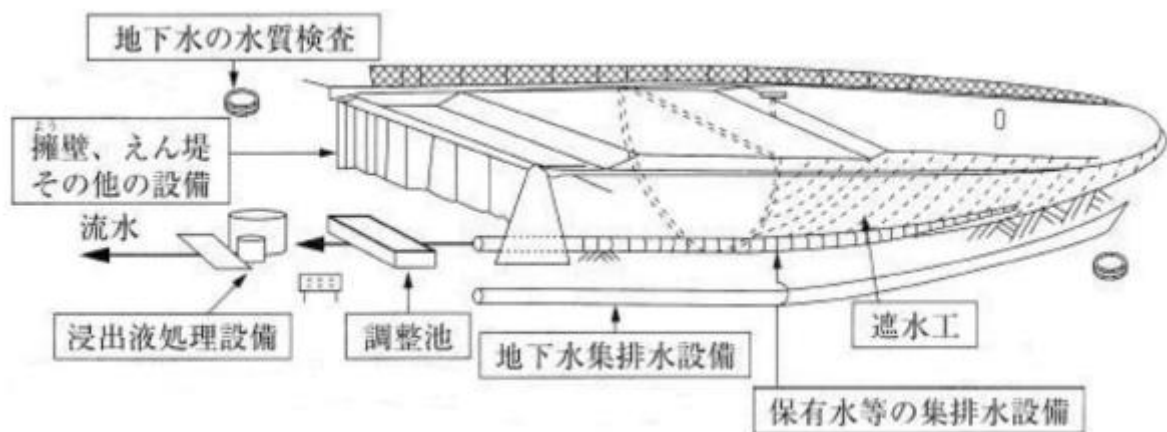 地下水の水質検査
よう
擁壁、えん堤
その他の設備
流水
浸出液処理設備
調整池
地下水集排水設備
遮水工
保有水等の集排水設備